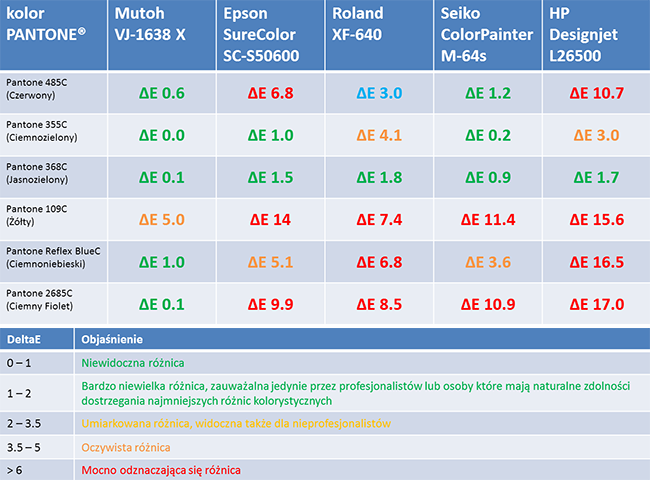 kolor PANTONE® Mutoh VJ-1638 X Epson SureColor SC-S50600 Roland XF-640 Seiko ColorPainter M-64s HP Designjet L26500
Pantone 485C (Czerwony) ΔE 0.6 ΔE 6.8 ΔE 3.0 ΔE 1.2 ΔE 10.7
Pantone 355C (Ciemnozielony) ΔE 0.0 ΔE 1.0 ΔE 4.1 ΔE 0.2 ΔE 3.0
Pantone 368C (Jasnozielony) ΔE 0.1 ΔE 1.5 ΔE 1.8 ΔE 0.9 ΔE 1.7
Pantone 109C (Żółty) ΔE 5.0 ΔE 14 ΔE 7.4 ΔE 11.4 ΔE 15.6
Pantone Reflex BlueC (Ciemnoniebieski) ΔE 1.0 ΔE 5.1 ΔE 6.8 ΔE 3.6 ΔE 16.5
Pantone 2685C (Ciemny Fiolet) ΔE 0.1 ΔE 9.9 ΔE 8.5 ΔE 10.9 ΔE 17.0
DeltaE Objaśnienie
0 – 1 Niewidoczna różnica
1 – 2 Bardzo niewielka różnica, zauważalna jedynie przez profesjonalistów lub osoby które mają naturalne zdolności
dostrzegania najmniejszych różnic kolorystycznych
2 – 3.5 Umiarkowana różnica, widoczna także dla nieprofesjonalistów
3.5 – 5 Oczywista różnica
> 6 Mocno odznaczająca się różnica